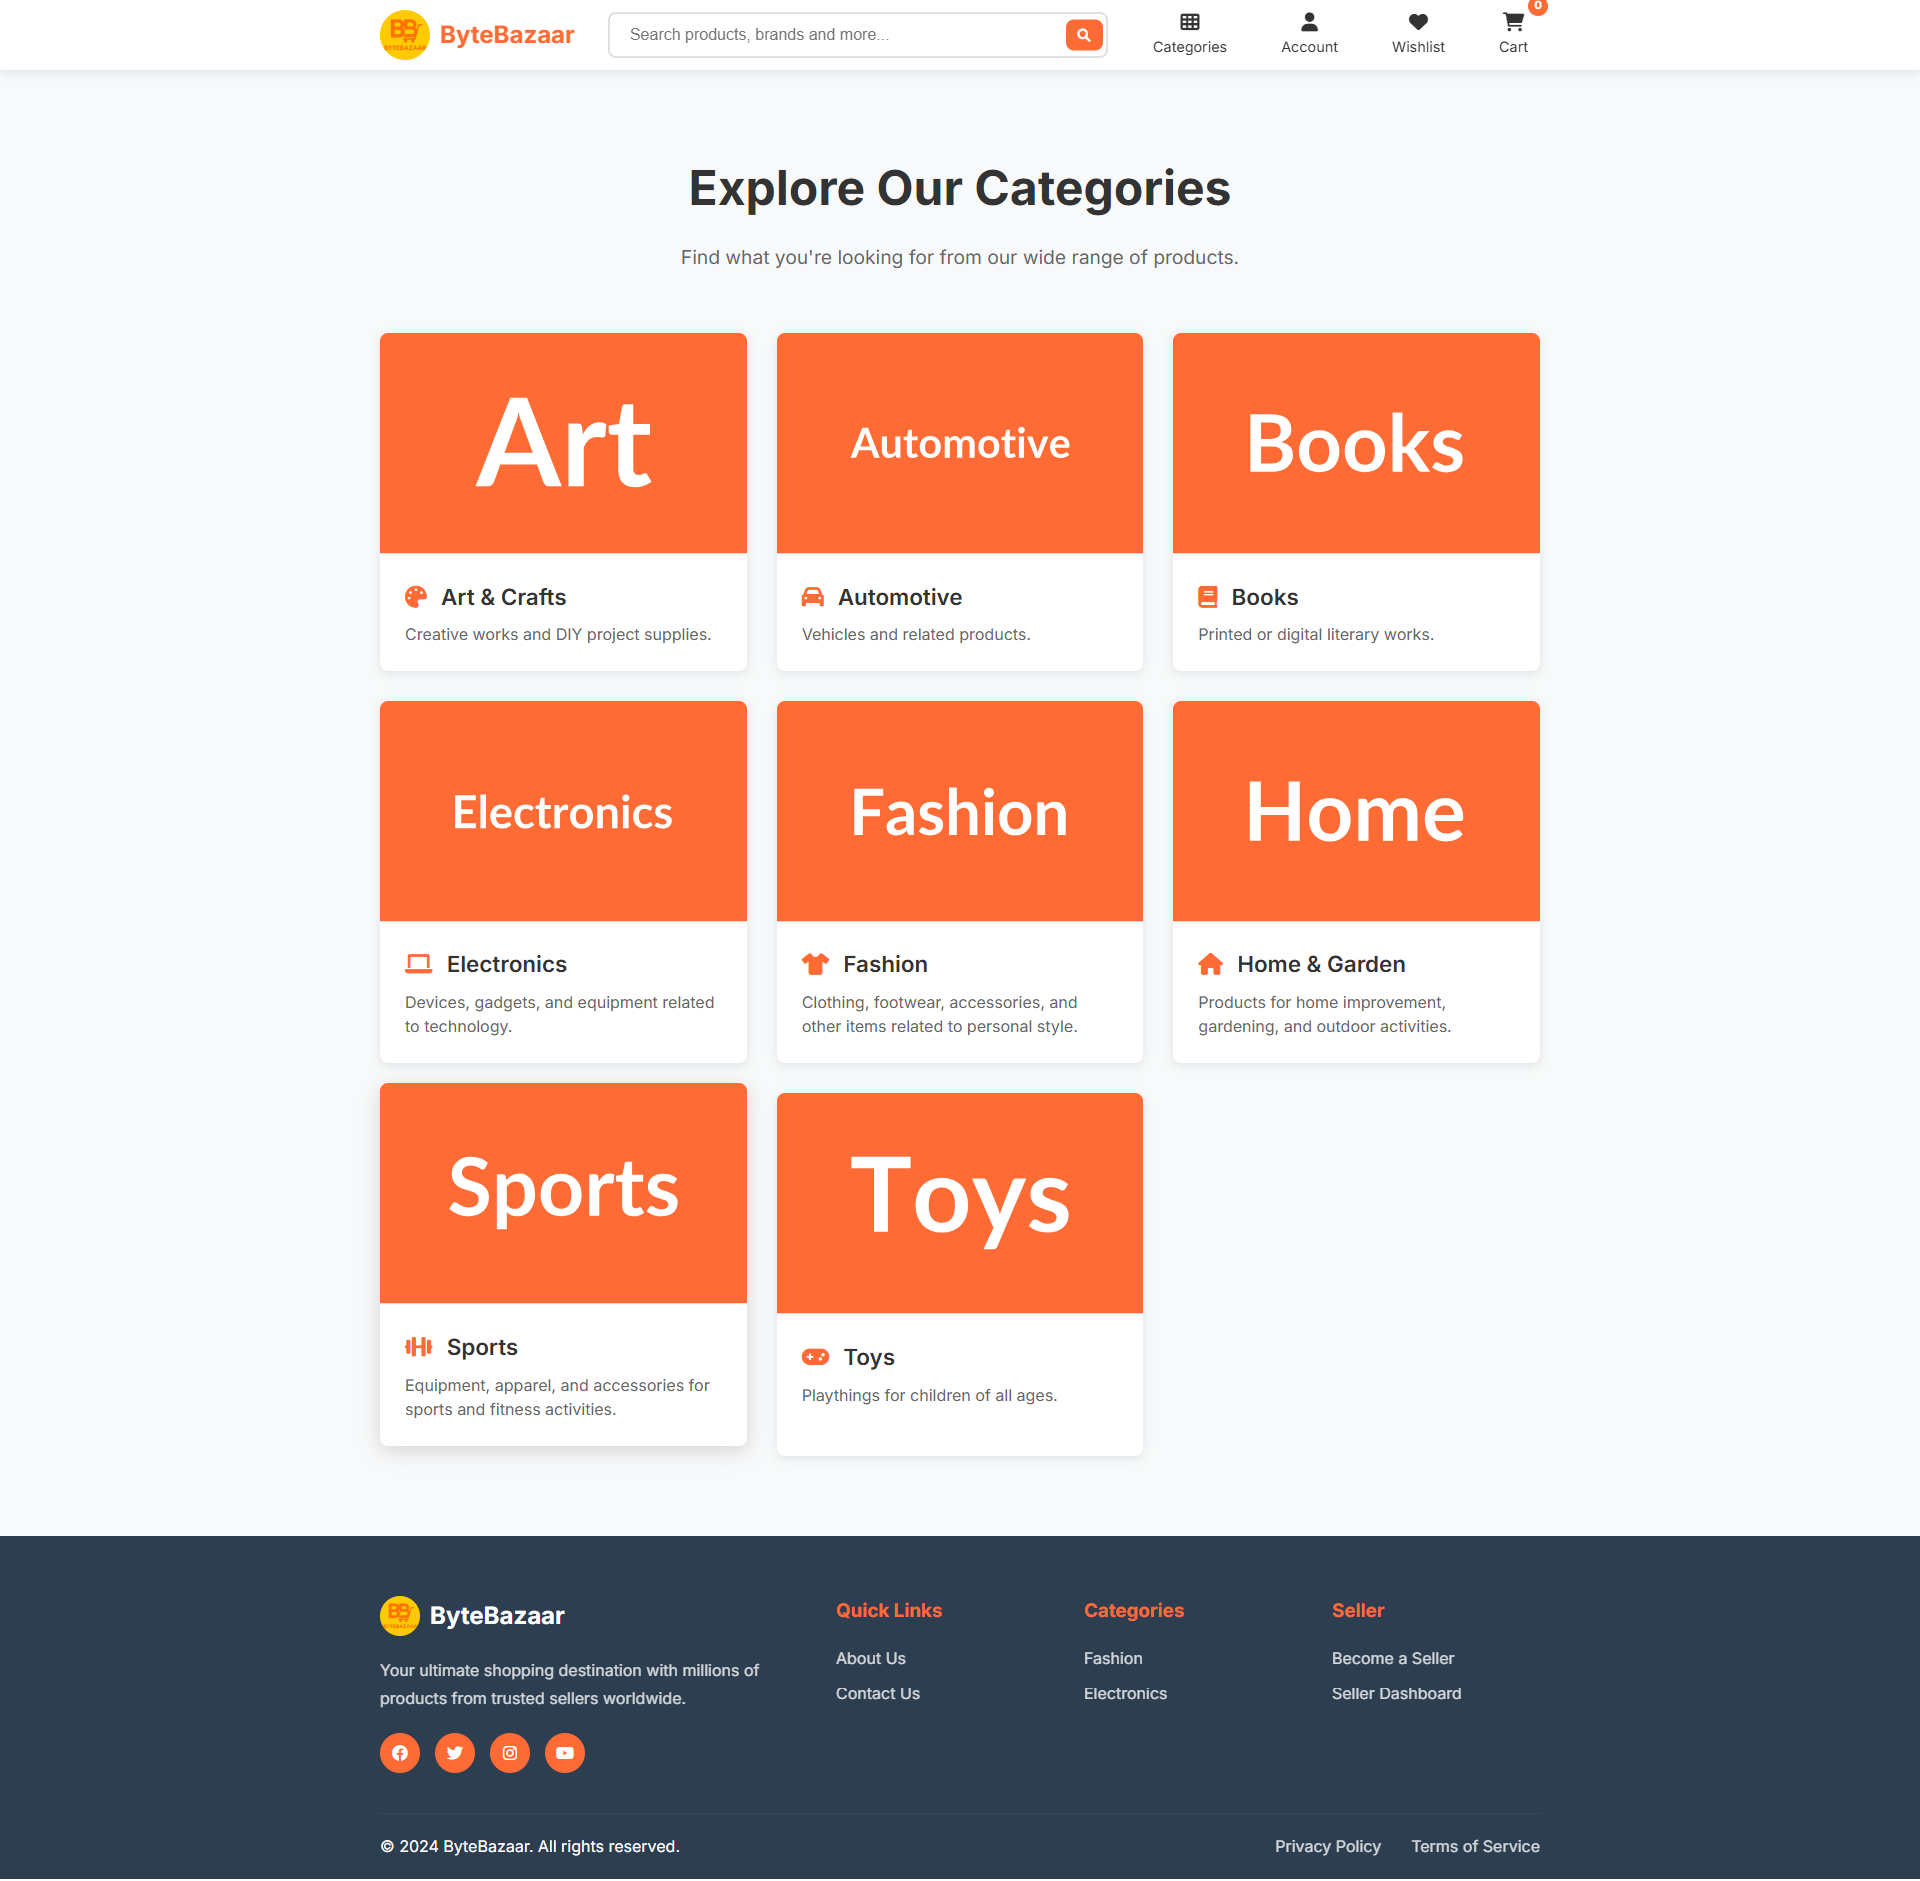 BB
BYTEBAZAAR
ByteBazaar
Search products, brands and more...
Categories
Account
Wishlist
0
Cart
Explore Our Categories
Find what you're looking for from our wide range of products.
Art
Automotive
Books
Art & Crafts
Creative works and DIY project supplies.
Automotive
Vehicles and related products.
Books
Printed or digital literary works.
Electronics
Fashion
Home
Electronics
Devices, gadgets, and equipment related
to technology.
Fashion
Clothing, footwear, accessories, and
other items related to personal style.
Home & Garden
Products for home improvement,
gardening, and outdoor activities.
Sports
Toys
Sports
Equipment, apparel, and accessories for
sports and fitness activities.
Toys
Playthings for children of all ages.
BB
BYTEBAZAAR
ByteBazaar
Your ultimate shopping destination with millions of
products from trusted sellers worldwide.
Quick Links
About Us
Contact Us
Categories
Fashion
Electronics
Seller
Become a Seller
Seller Dashboard
© 2024 ByteBazaar. All rights reserved.
Privacy Policy
Terms of Service